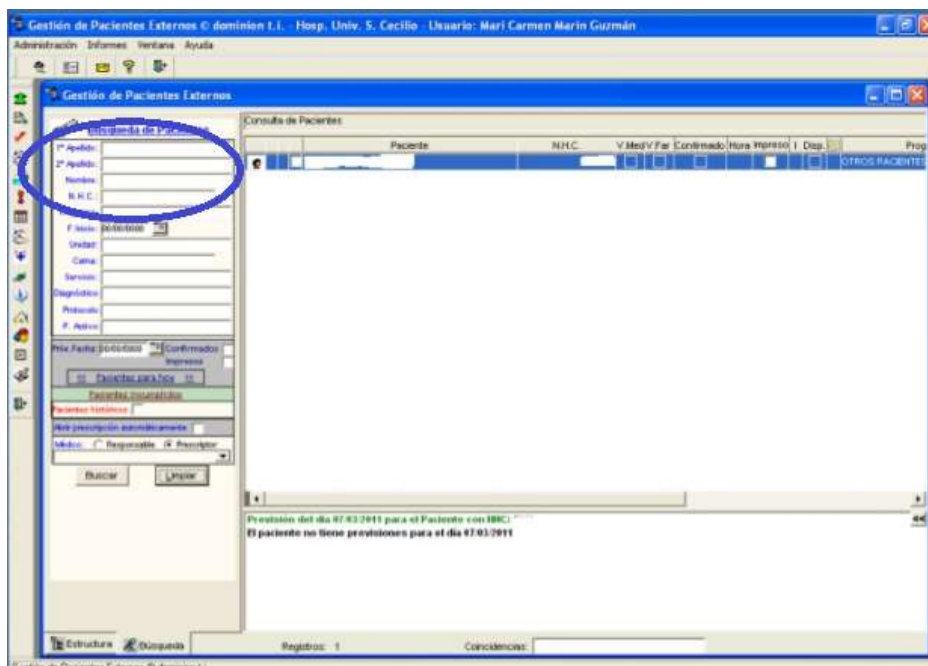 Gestión de Pacientes Externos © dominion t.i. - Hosp. Univ. S. Cecilio - Usuario: Mari Carmen Marin Guzmán
Administración Informes Ventana Ayuda
Gestión de Pacientes Externos
Búsqueda de Pacientes
1º Apellido:
2º Apellido:
Nombre:
N.H.C.:
F. Inicio: 00/00/0000
Unidad:
Cama:
Servicio:
Diagnóstico:
Protocolo:
P. Activo:
Próx. Fecha: 00/00/0000 Confirmados
Impresos
Pacientes para hoy
Pacientes incumplidos
Pacientes históricos
Abrir prescripción automáticamente
Médico: Responsable Prescriptor
Buscar Limpiar
Consulta de Pacientes
Paciente N.H.C. V.Med V.Far Confirmado Hora Impreso I Disp. Prog
OTROS PACIENTES
Previsión del día 07/03/2011 para el Paciente con NHC:
El paciente no tiene previsiones para el día 07/03/2011
Estructura Búsqueda Registros: 1 Coincidencias: